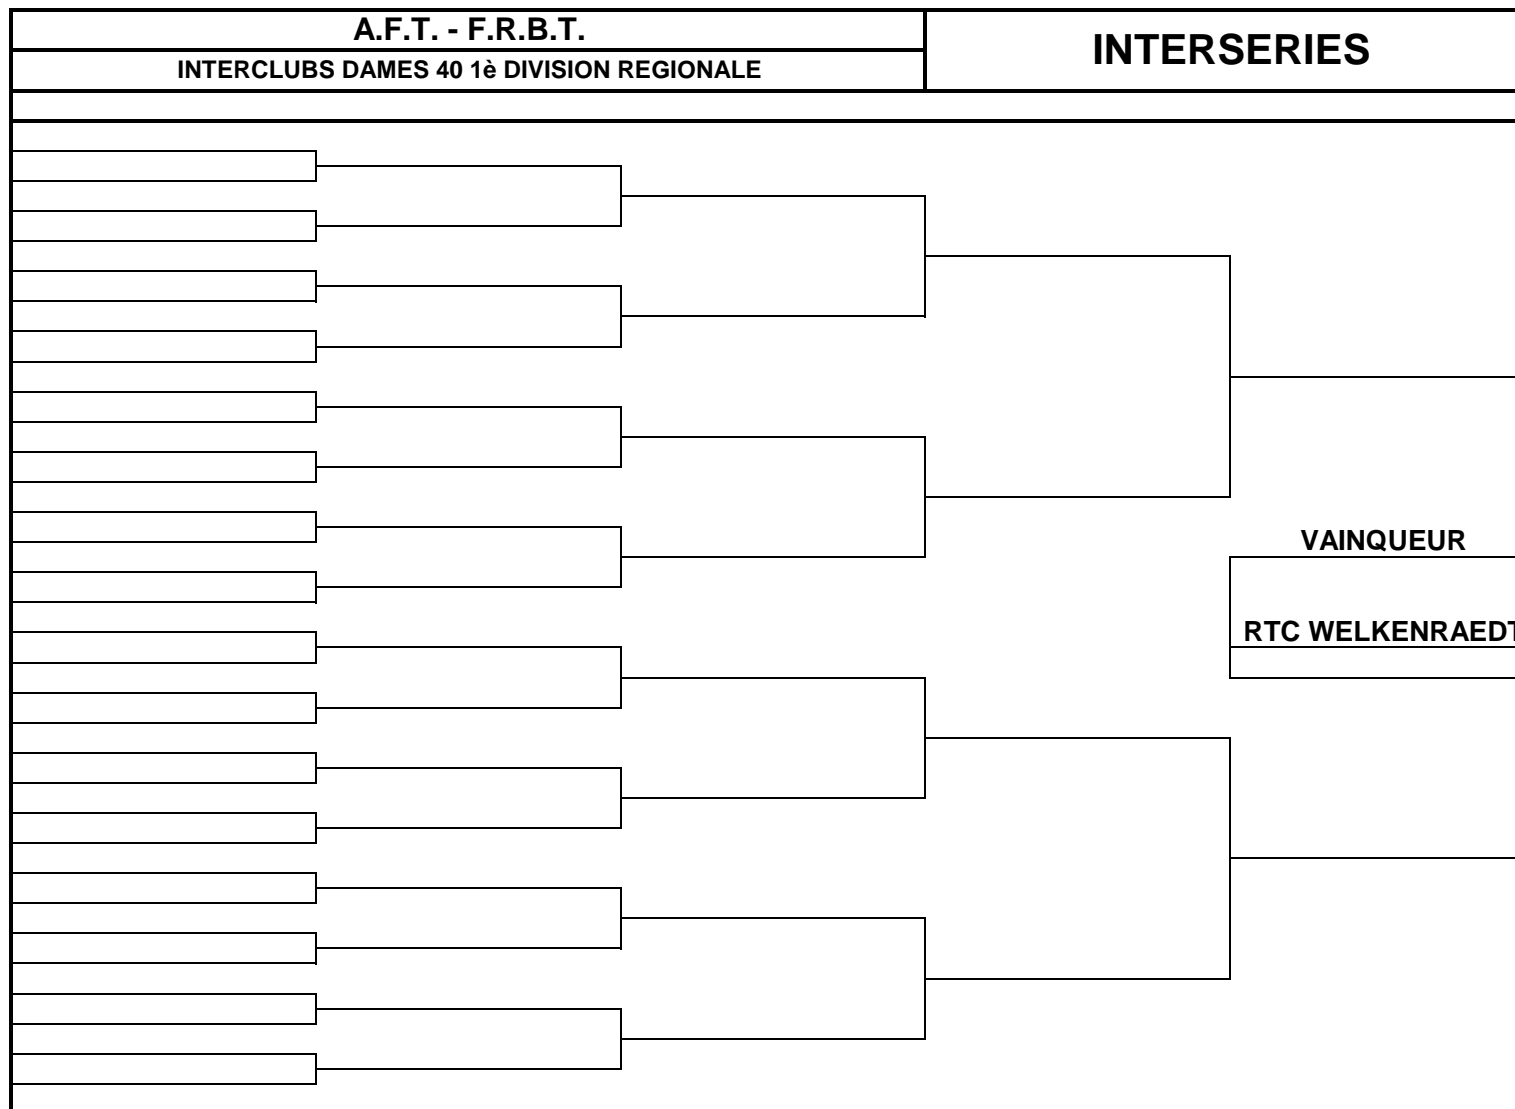 A.F.T. - F.R.B.T.
INTERSERIES
INTERCLUBS DAMES 40 1è DIVISION REGIONALE
VAINQUEUR
RTC WELKENRAEDT